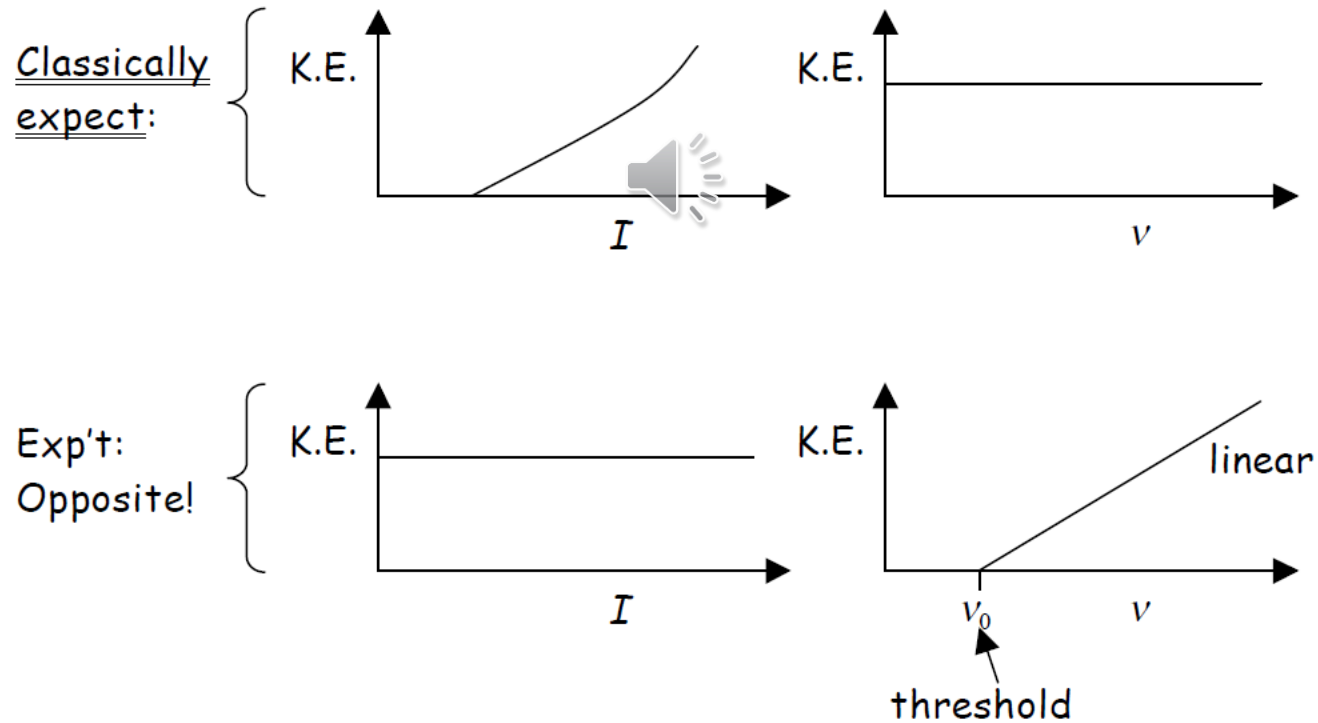 Classically
expect:
K.E.
I
K.E.
ν
Exp't:
Opposite!
K.E.
I
K.E.
linear
ν₀
ν
threshold